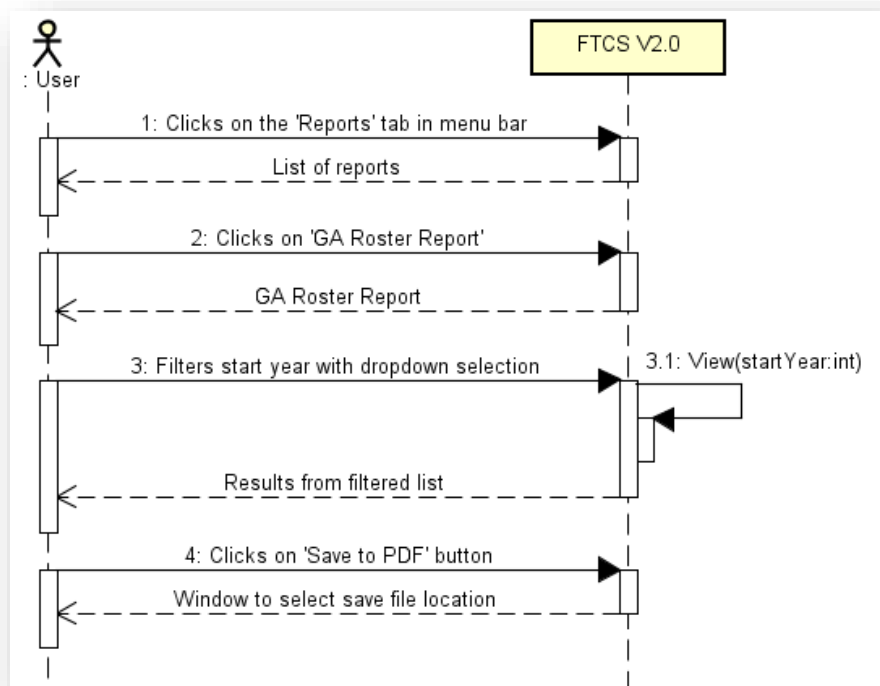 FTCS V2.0
: User
1: Clicks on the 'Reports' tab in menu bar
List of reports
2: Clicks on 'GA Roster Report'
GA Roster Report
3: Filters start year with dropdown selection
3.1: View(startYear:int)
Results from filtered list
4: Clicks on 'Save to PDF' button
Window to select save file location